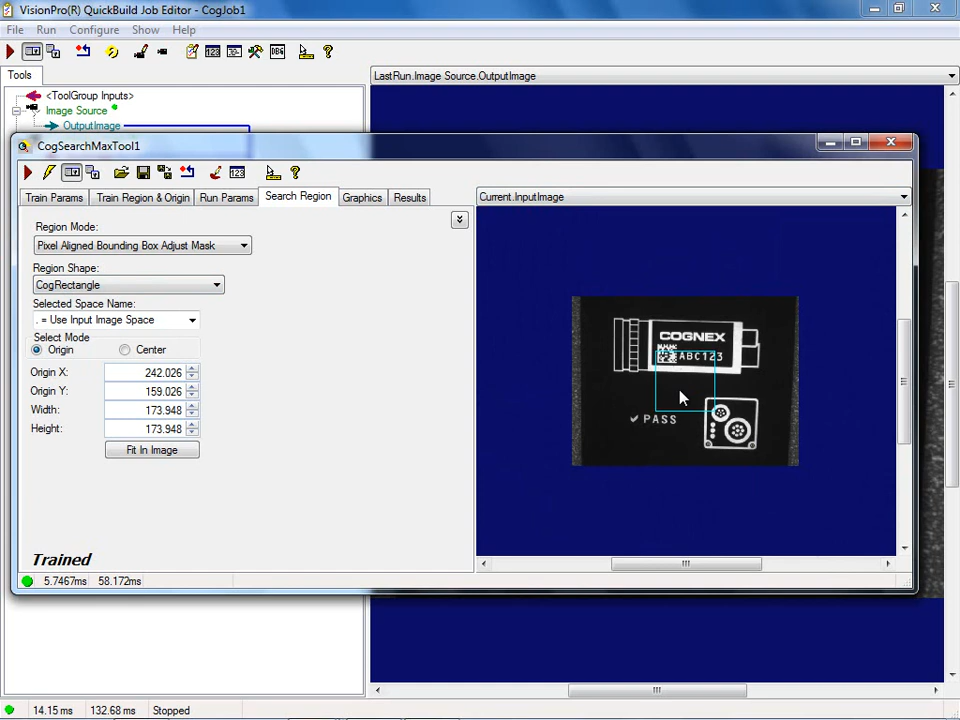 VisionPro(R) QuickBuild Job Editor - CogJob1
File Run Configure Show Help
Tools
LastRun.Image Source.OutputImage
<ToolGroup Inputs>
Image Source
OutputImage
CogSearchMaxTool1
Train Params Train Region & Origin Run Params Search Region Graphics Results
Current.InputImage
Region Mode:
Pixel Aligned Bounding Box Adjust Mask
Region Shape:
CogRectangle
Selected Space Name:
. = Use Input Image Space
Select Mode
Origin Center
Origin X: 242.026
Origin Y: 159.026
Width: 173.948
Height: 173.948
Fit In Image
COGNEX
ABC123
PASS
Trained
5.7467ms 58.172ms
14.15 ms 132.68 ms Stopped